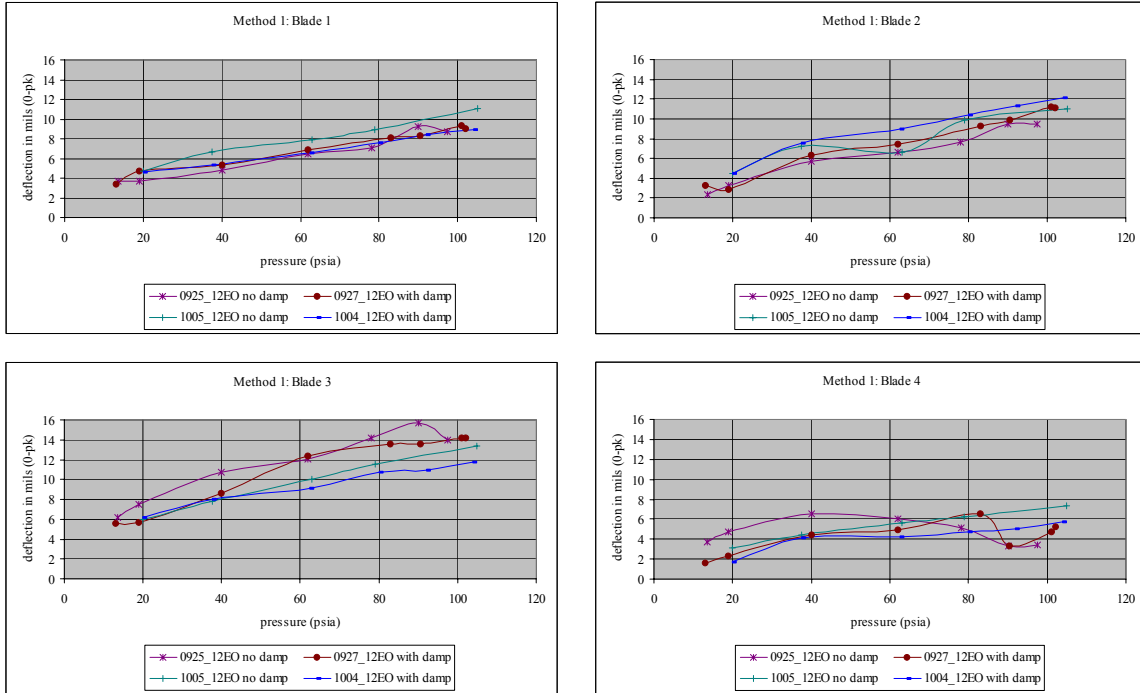 Method 1: Blade 1
deflection in mils (0-pk)
16
14
12
10
8
6
4
2
0
0 20 40 60 80 100 120
pressure (psia)
0925_12EO no damp 0927_12EO with damp
1005_12EO no damp 1004_12EO with damp
Method 1: Blade 2
deflection in mils (0-pk)
16
14
12
10
8
6
4
2
0
0 20 40 60 80 100 120
pressure (psia)
0925_12EO no damp 0927_12EO with damp
1005_12EO no damp 1004_12EO with damp
Method 1: Blade 3
deflection in mils (0-pk)
16
14
12
10
8
6
4
2
0
0 20 40 60 80 100 120
pressure (psia)
0925_12EO no damp 0927_12EO with damp
1005_12EO no damp 1004_12EO with damp
Method 1: Blade 4
deflection in mils (0-pk)
16
14
12
10
8
6
4
2
0
0 20 40 60 80 100 120
pressure (psia)
0925_12EO no damp 0927_12EO with damp
1005_12EO no damp 1004_12EO with damp